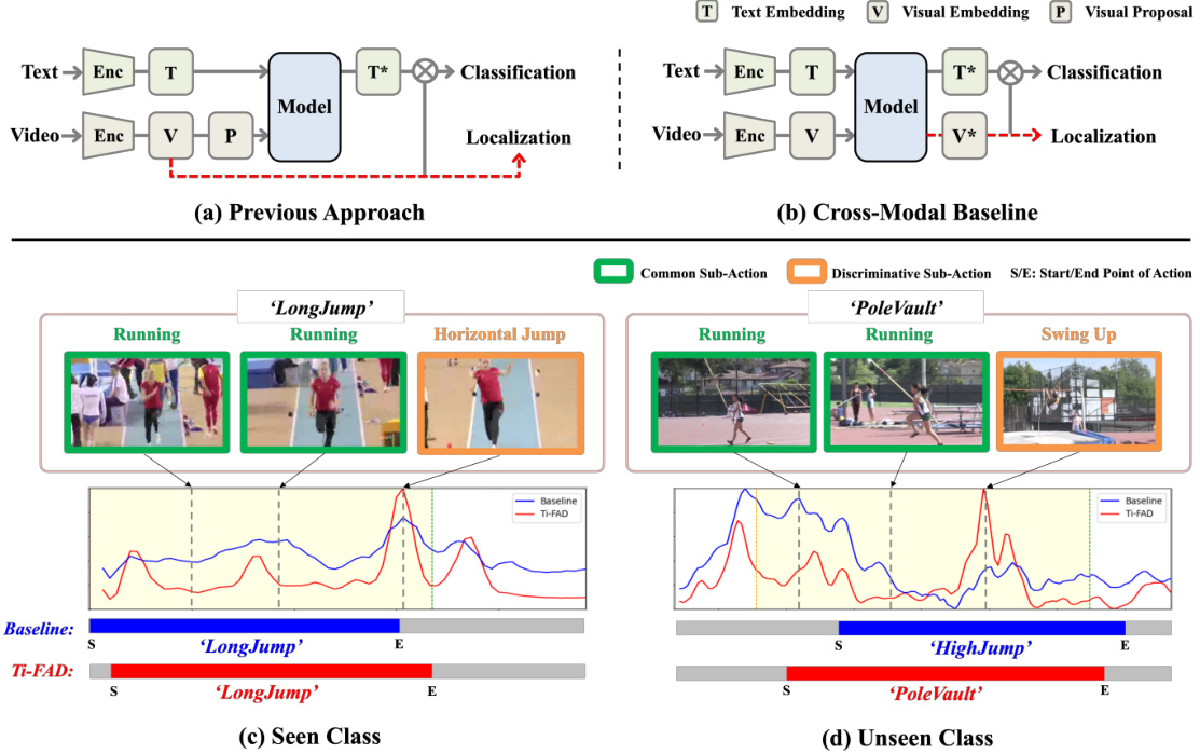 T Text Embedding V Visual Embedding P Visual Proposal
Text Enc T Model T* Classification
Video Enc V P Localization
(a) Previous Approach
Text Enc T Model T* Classification
Video Enc V V* Localization
(b) Cross-Modal Baseline
Common Sub-Action Discriminative Sub-Action S/E: Start/End Point of Action
‘LongJump’
Running Running Horizontal Jump
Baseline
Ti-FAD
Baseline:
S ‘LongJump’ E
Ti-FAD:
S ‘LongJump’ E
(c) Seen Class
‘PoleVault’
Running Running Swing Up
Baseline
Ti-FAD
S ‘HighJump’ E
S ‘PoleVault’ E
(d) Unseen Class